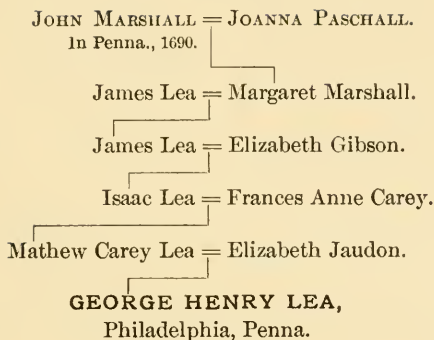 JOHN MARSHALL = JOANNA PASCHALL.
In Penna., 1690.
James Lea = Margaret Marshall.
James Lea = Elizabeth Gibson.
Isaac Lea = Frances Anne Carey.
Mathew Carey Lea = Elizabeth Jaudon.
GEORGE HENRY LEA,
Philadelphia, Penna.